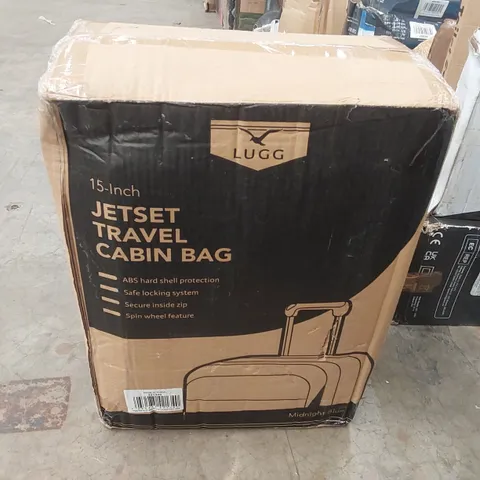 LUGG
15-Inch
JETSET
TRAVEL
CABIN BAG
ABS hard shell protection
Safe locking system
Secure inside zip
Spin wheel feature
Midnight